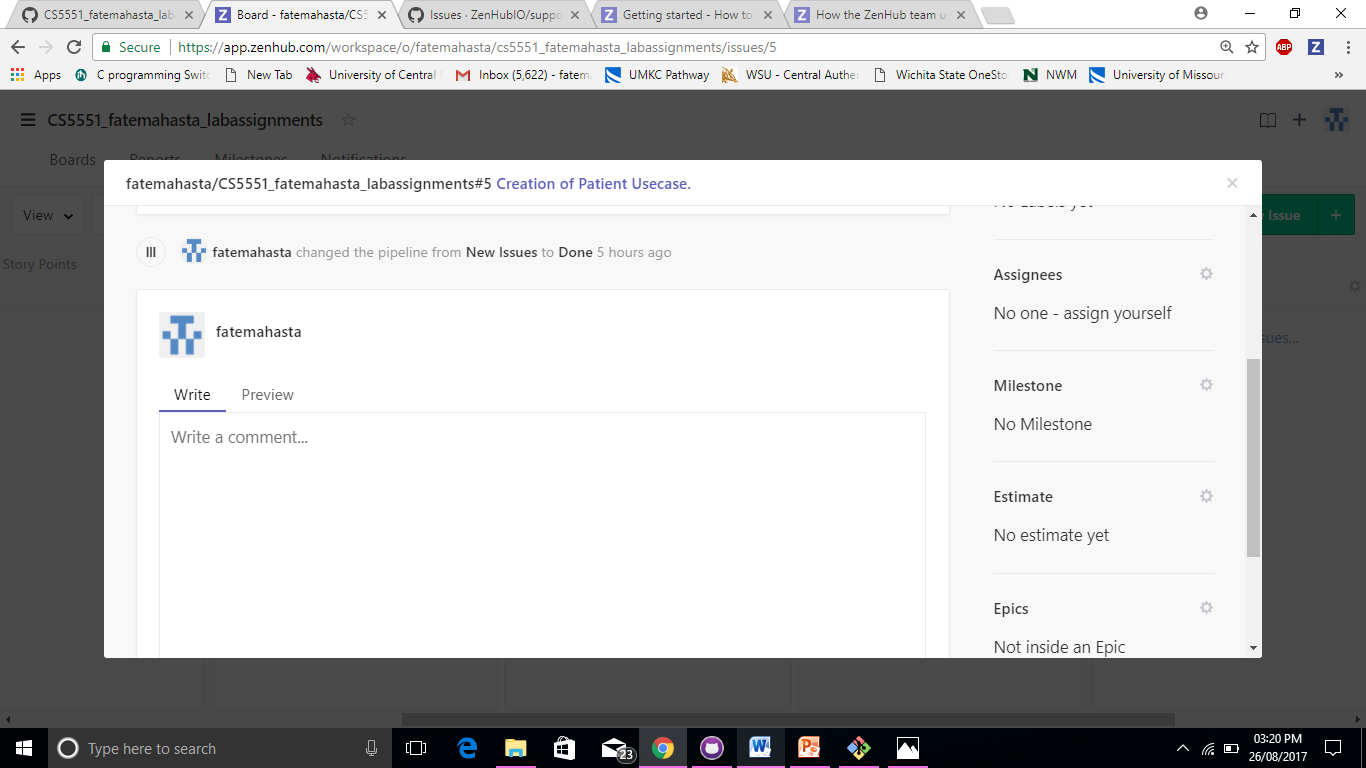 CS5551_fatemahasta_lab
Board - fatemahasta/CS5
Issues · ZenHubIO/suppo
Getting started - How to
How the ZenHub team u
Secure
https://app.zenhub.com/workspace/o/fatemahasta/cs5551_fatemahasta_labassignments/issues/5
ABP
Z
Apps
C programming Switc
New Tab
University of Central
Inbox (5,622) - fatema
UMKC Pathway
WSU - Central Authe
Wichita State OneSto
NWM
University of Missour
CS5551_fatemahasta_labassignments
Boards
Reports
Milestones
Notifications
fatemahasta/CS5551_fatemahasta_labassignments#5 Creation of Patient Usecase.
View
No Labels yet
Issue
Story Points
fatemahasta changed the pipeline from New Issues to Done 5 hours ago
Assignees
No one - assign yourself
fatemahasta
Write
Preview
Write a comment...
Milestone
No Milestone
Estimate
No estimate yet
Epics
Not inside an Epic
Type here to search
23
03:20 PM
26/08/2017